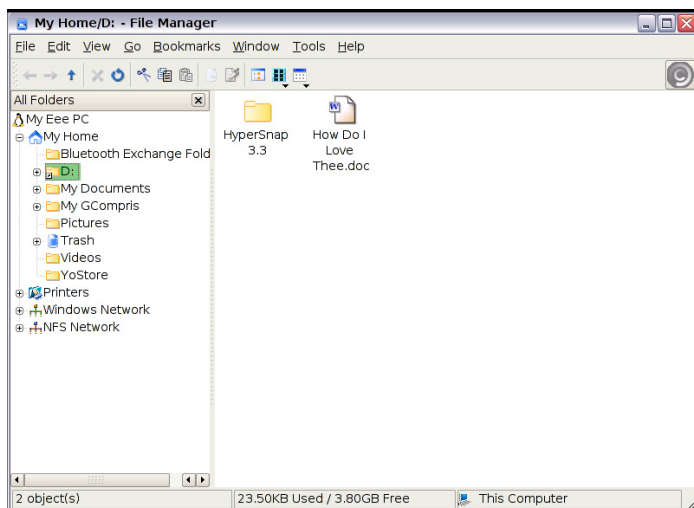 My Home/D: - File Manager
File Edit View Go Bookmarks Window Tools Help
All Folders
My Eee PC
My Home
Bluetooth Exchange Fold
D:
My Documents
My GCompris
Pictures
Trash
Videos
YoStore
Printers
Windows Network
NFS Network
HyperSnap
3.3
How Do I
Love
Thee.doc
2 object(s)
23.50KB Used / 3.80GB Free
This Computer